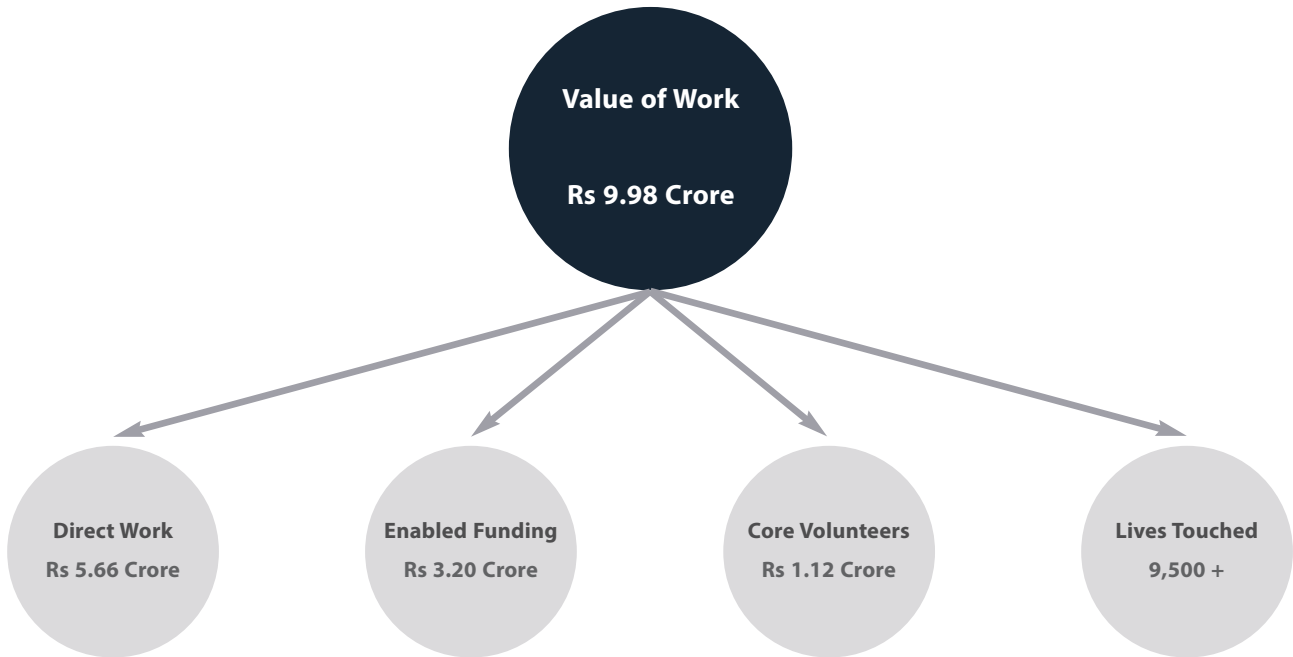 Value of Work
Rs 9.98 Crore
Direct Work
Rs 5.66 Crore
Enabled Funding
Rs 3.20 Crore
Core Volunteers
Rs 1.12 Crore
Lives Touched
9,500 +